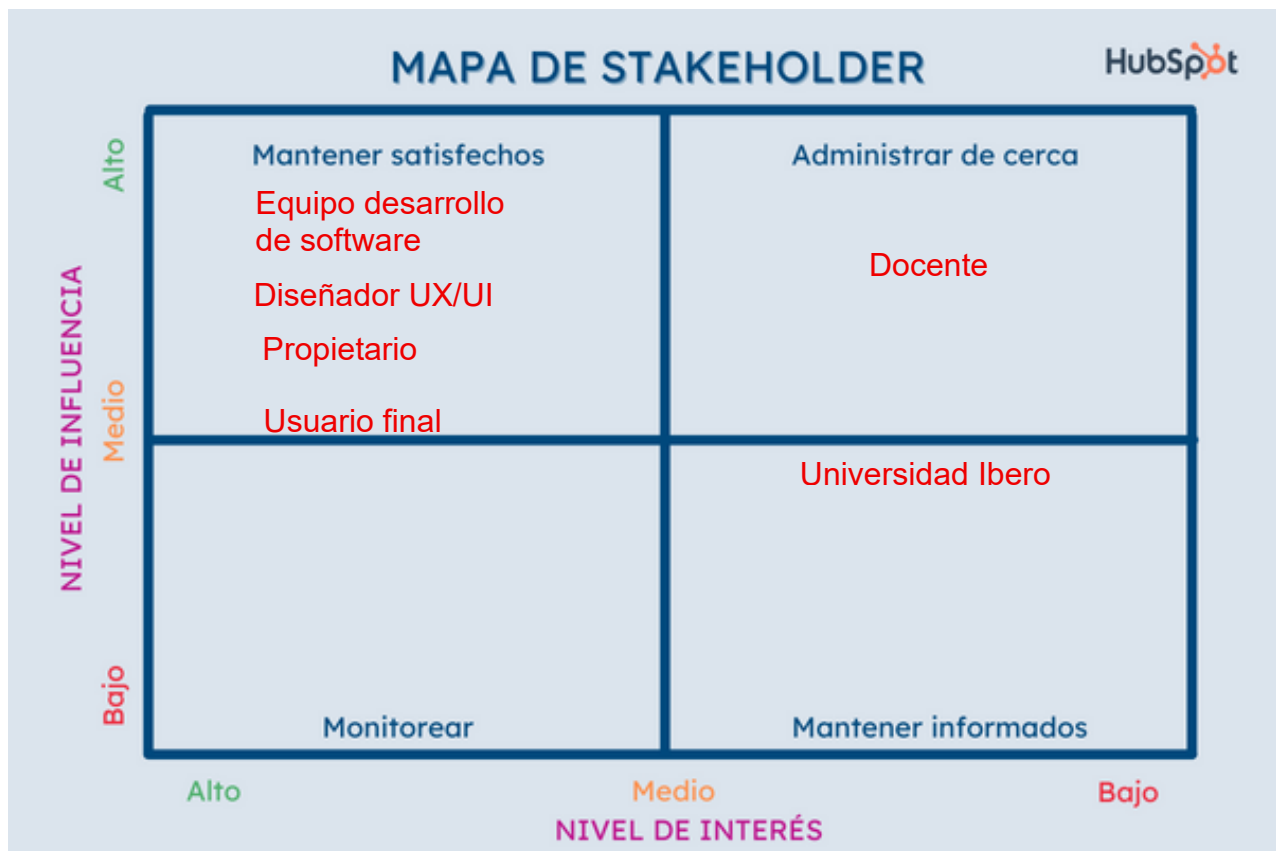 MAPA DE STAKEHOLDER
HubSpot
Alto
Medio
Bajo
NIVEL DE INFLUENCIA
Mantener satisfechos
Equipo desarrollo
de software
Diseñador UX/UI
Propietario
Usuario final
Administrar de cerca
Docente
Monitorear
Universidad Ibero
Mantener informados
Alto
Medio
Bajo
NIVEL DE INTERÉS